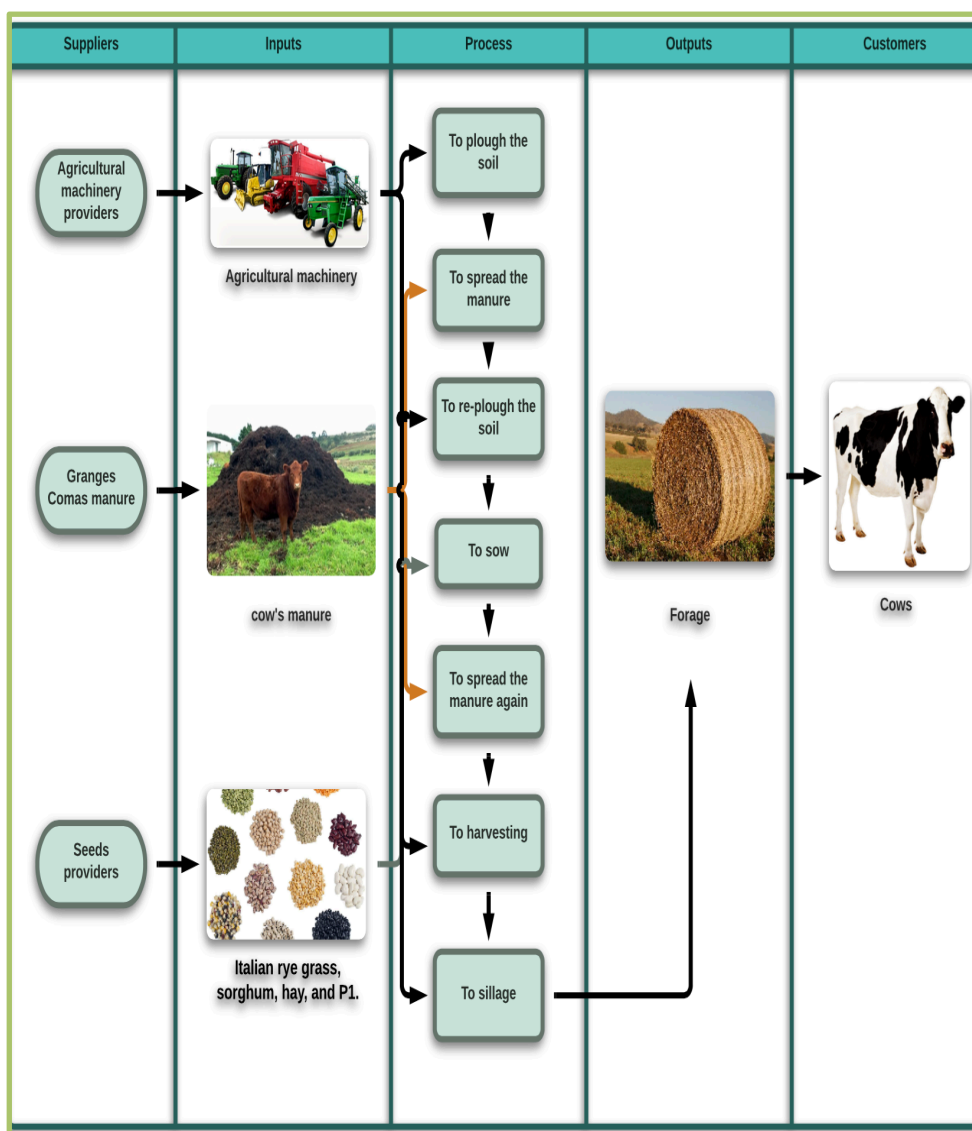 Suppliers
Inputs
Process
Outputs
Customers
Agricultural
machinery
providers
Agricultural machinery
To plough the
soil
To spread the
manure
To re-plough the
soil
Granges
Comas manure
cow's manure
To sow
Forage
Cows
To spread the
manure again
Seeds
providers
Italian rye grass,
sorghum, hay, and P1.
To harvesting
To sillage